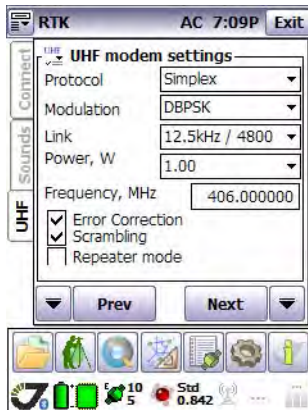 RTK AC 7:09P Exit
UHF modem settings
Connect
Sounds
UHF
Protocol Simplex
Modulation DBPSK
Link 12.5kHz / 4800
Power, W 1.00
Frequency, MHz 406.000000
Error Correction
Scrambling
Repeater mode
Prev Next
10 Std
0 5 0.842 ...